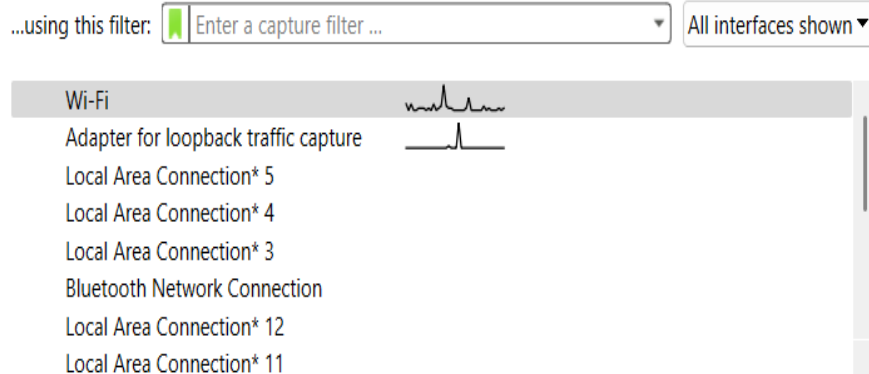 ...using this filter: Enter a capture filter ... All interfaces shown
Wi-Fi
Adapter for loopback traffic capture
Local Area Connection* 5
Local Area Connection* 4
Local Area Connection* 3
Bluetooth Network Connection
Local Area Connection* 12
Local Area Connection* 11